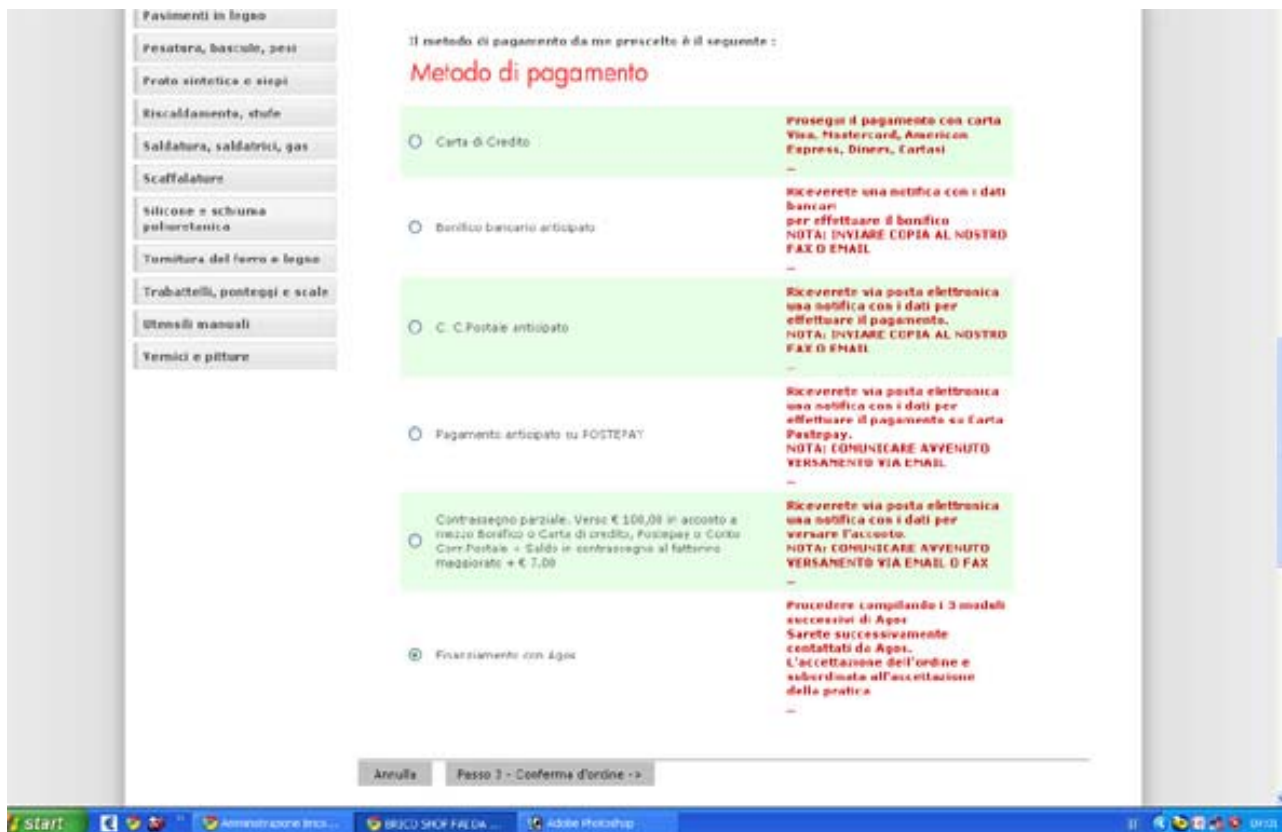 Pavimenti in legno
Pesatura, bascule, pesi
Prato sintetico e siepi
Riscaldamento, stufe
Saldatura, saldatrici, gas
Scaffalature
Silicone e schiuma
poliuretanica
Tornitura del ferro e legno
Trabattelli, ponteggi e scale
Utensili manuali
Vernici e pitture
Il metodo di pagamento da me prescelto è il seguente :
Metodo di pagamento
Carta di Credito
Prosegui il pagamento con carta
Visa, Mastercard, American
Express, Diners, Cartasi
Bonifico bancario anticipato
Riceverete una notifica con i dati
bancari
per effettuare il bonifico
NOTA: INVIARE COPIA AL NOSTRO
FAX O EMAIL
C. C.Postale anticipato
Riceverete via posta elettronica
una notifica con i dati per
effettuare il pagamento.
NOTA: INVIARE COPIA AL NOSTRO
FAX O EMAIL
Pagamento anticipato su POSTEPAY
Riceverete via posta elettronica
una notifica con i dati per
effettuare il pagamento su Carta
Postepay.
NOTA: COMUNICARE AVVENUTO
VERSAMENTO VIA EMAIL
Contrassegno parziale. Verso € 100,00 in acconto a
mezzo Bonifico o Carta di credito, Postepay o Conto
Corr.Postale + Saldo in contrassegno al fattorino
maggiorato + € 7,00
Riceverete via posta elettronica
una notifica con i dati per
versare l'acconto.
NOTA: COMUNICARE AVVENUTO
VERSAMENTO VIA EMAIL O FAX
Finanziamento con Agos
Procedere compilando i 3 moduli
successivi di Agos
Sarete successivamente
contattati da Agos.
L'accettazione dell'ordine e
subordinata all'accettazione
della pratica
Annulla
Passo 3 - Conferma d'ordine ->
start
Amministrazione brico...
BRICO SHOP FAEDA ...
Adobe Photoshop
IT